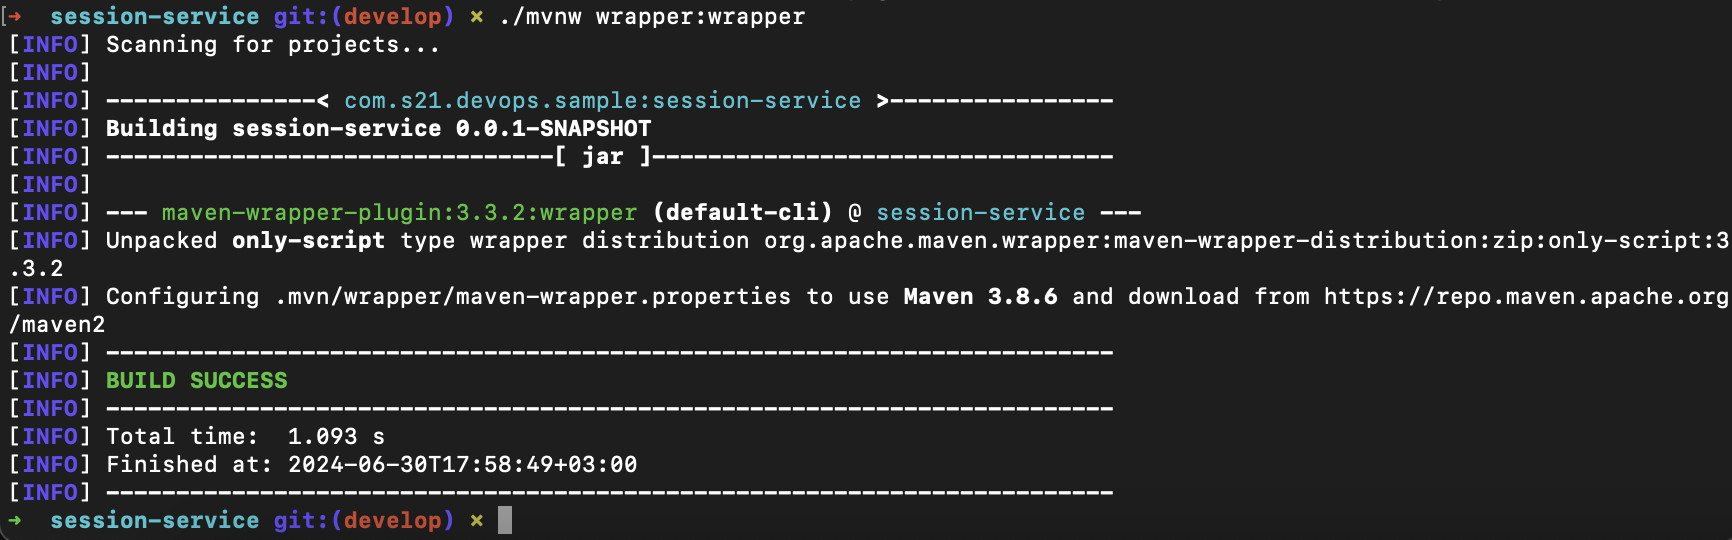 [➜  session-service git:(develop) ✗ ./mvnw wrapper:wrapper
[INFO] Scanning for projects...
[INFO]
[INFO] ---------------< com.s21.devops.sample:session-service >----------------
[INFO] Building session-service 0.0.1-SNAPSHOT
[INFO] --------------------------------[ jar ]---------------------------------
[INFO]
[INFO] --- maven-wrapper-plugin:3.3.2:wrapper (default-cli) @ session-service ---
[INFO] Unpacked only-script type wrapper distribution org.apache.maven.wrapper:maven-wrapper-distribution:zip:only-script:3
.3.2
[INFO] Configuring .mvn/wrapper/maven-wrapper.properties to use Maven 3.8.6 and download from https://repo.maven.apache.org
/maven2
[INFO] ------------------------------------------------------------------------
[INFO] BUILD SUCCESS
[INFO] ------------------------------------------------------------------------
[INFO] Total time:  1.093 s
[INFO] Finished at: 2024-06-30T17:58:49+03:00
[INFO] ------------------------------------------------------------------------
➜  session-service git:(develop) ✗